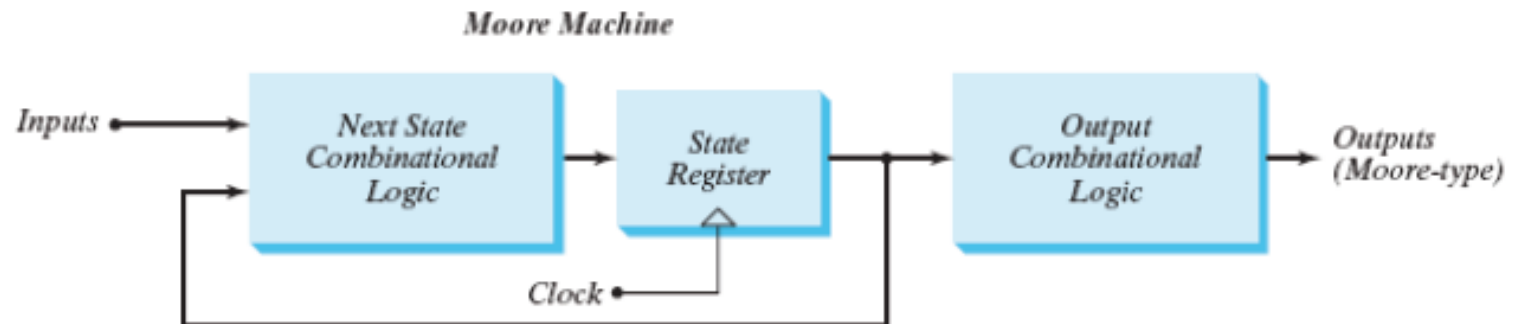 Moore Machine
Inputs
Next State
Combinational
Logic
State
Register
Output
Combinational
Logic
Outputs
(Moore-type)
Clock